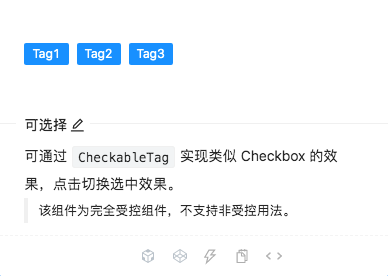 Tag1 Tag2 Tag3
可选择
可通过 CheckableTag 实现类似 Checkbox 的效
果，点击切换选中效果。
该组件为完全受控组件，不支持非受控用法。